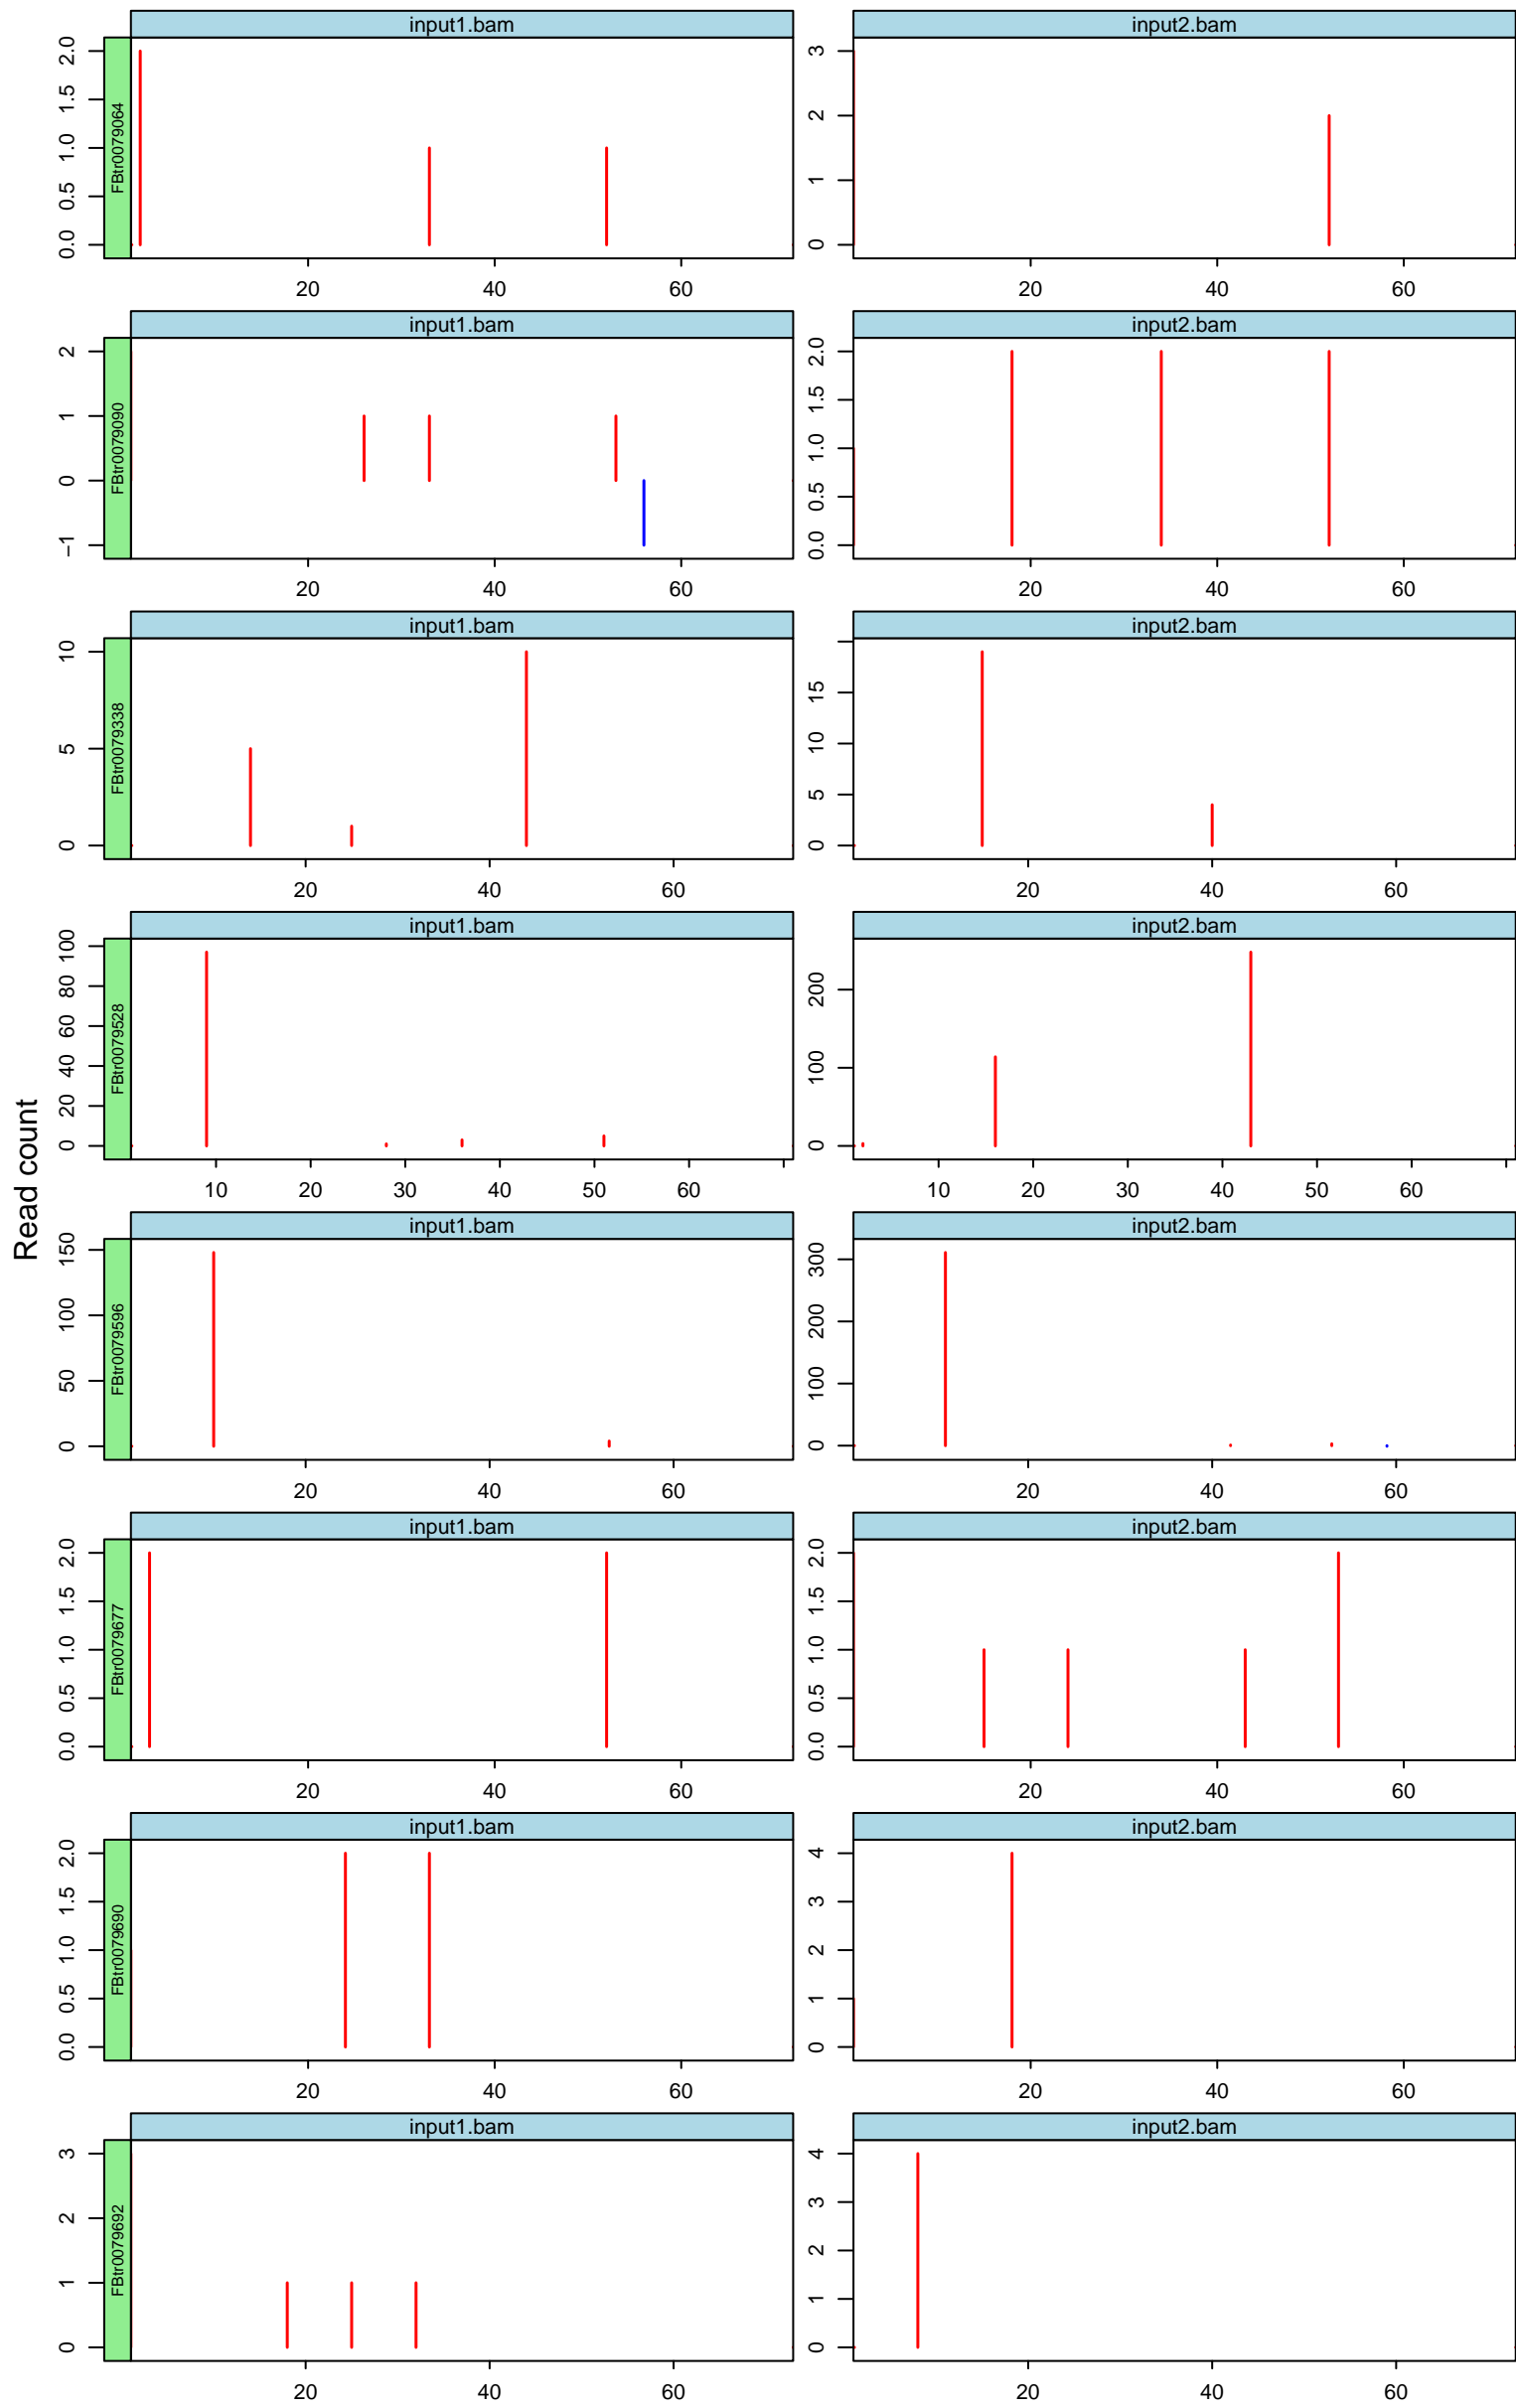 Read count
input1.bam input2.bam
FBtr0079064
0.0 0.5 1.0 1.5 2.0
0 1 2 3
20 40 60 20 40 60
input1.bam input2.bam
FBtr0079090
−1 0 1 2
0.0 0.5 1.0 1.5 2.0
20 40 60 20 40 60
input1.bam input2.bam
FBtr0079338
0 5 10
0 5 10 15
20 40 60 20 40 60
input1.bam input2.bam
FBtr0079528
0 20 40 60 80 100
0 100 200
10 20 30 40 50 60 10 20 30 40 50 60
input1.bam input2.bam
FBtr0079596
0 50 100 150
0 100 200 300
20 40 60 20 40 60
input1.bam input2.bam
FBtr0079677
0.0 0.5 1.0 1.5 2.0
0.0 0.5 1.0 1.5 2.0
20 40 60 20 40 60
input1.bam input2.bam
FBtr0079690
0.0 0.5 1.0 1.5 2.0
0 1 2 3 4
20 40 60 20 40 60
input1.bam input2.bam
FBtr0079692
0 1 2 3
0 1 2 3 4
20 40 60 20 40 60